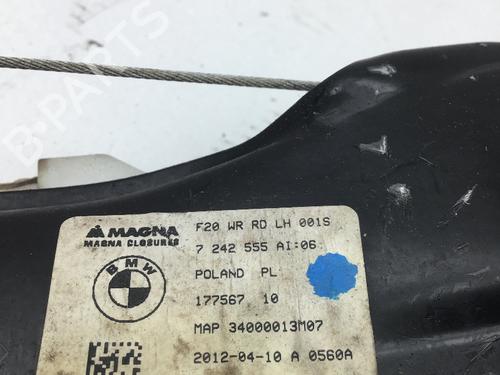 B-PARTS
MAGNA
MAGNA CLOSURES
BMW
F20 WR RD LH 001S
7 242 555 AI:06
POLAND PL
177567 10
MAP 34000013M07
2012-04-10 A 0560A